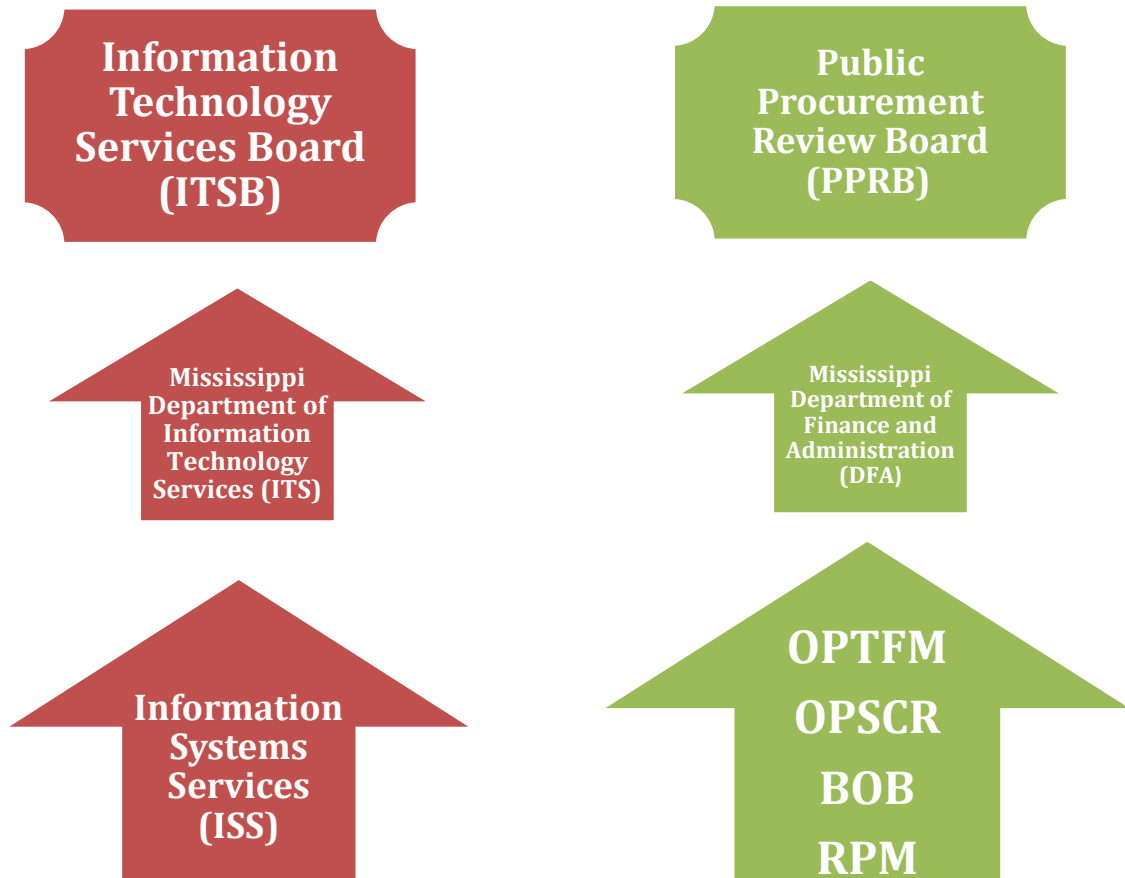 Information
Technology
Services Board
(ITSB)
Public
Procurement
Review Board
(PPRB)
Mississippi
Department of
Information
Technology
Services (ITS)
Mississippi
Department of
Finance and
Administration
(DFA)
Information
Systems
Services
(ISS)
OPTFM
OPSCR
BOB
RPM